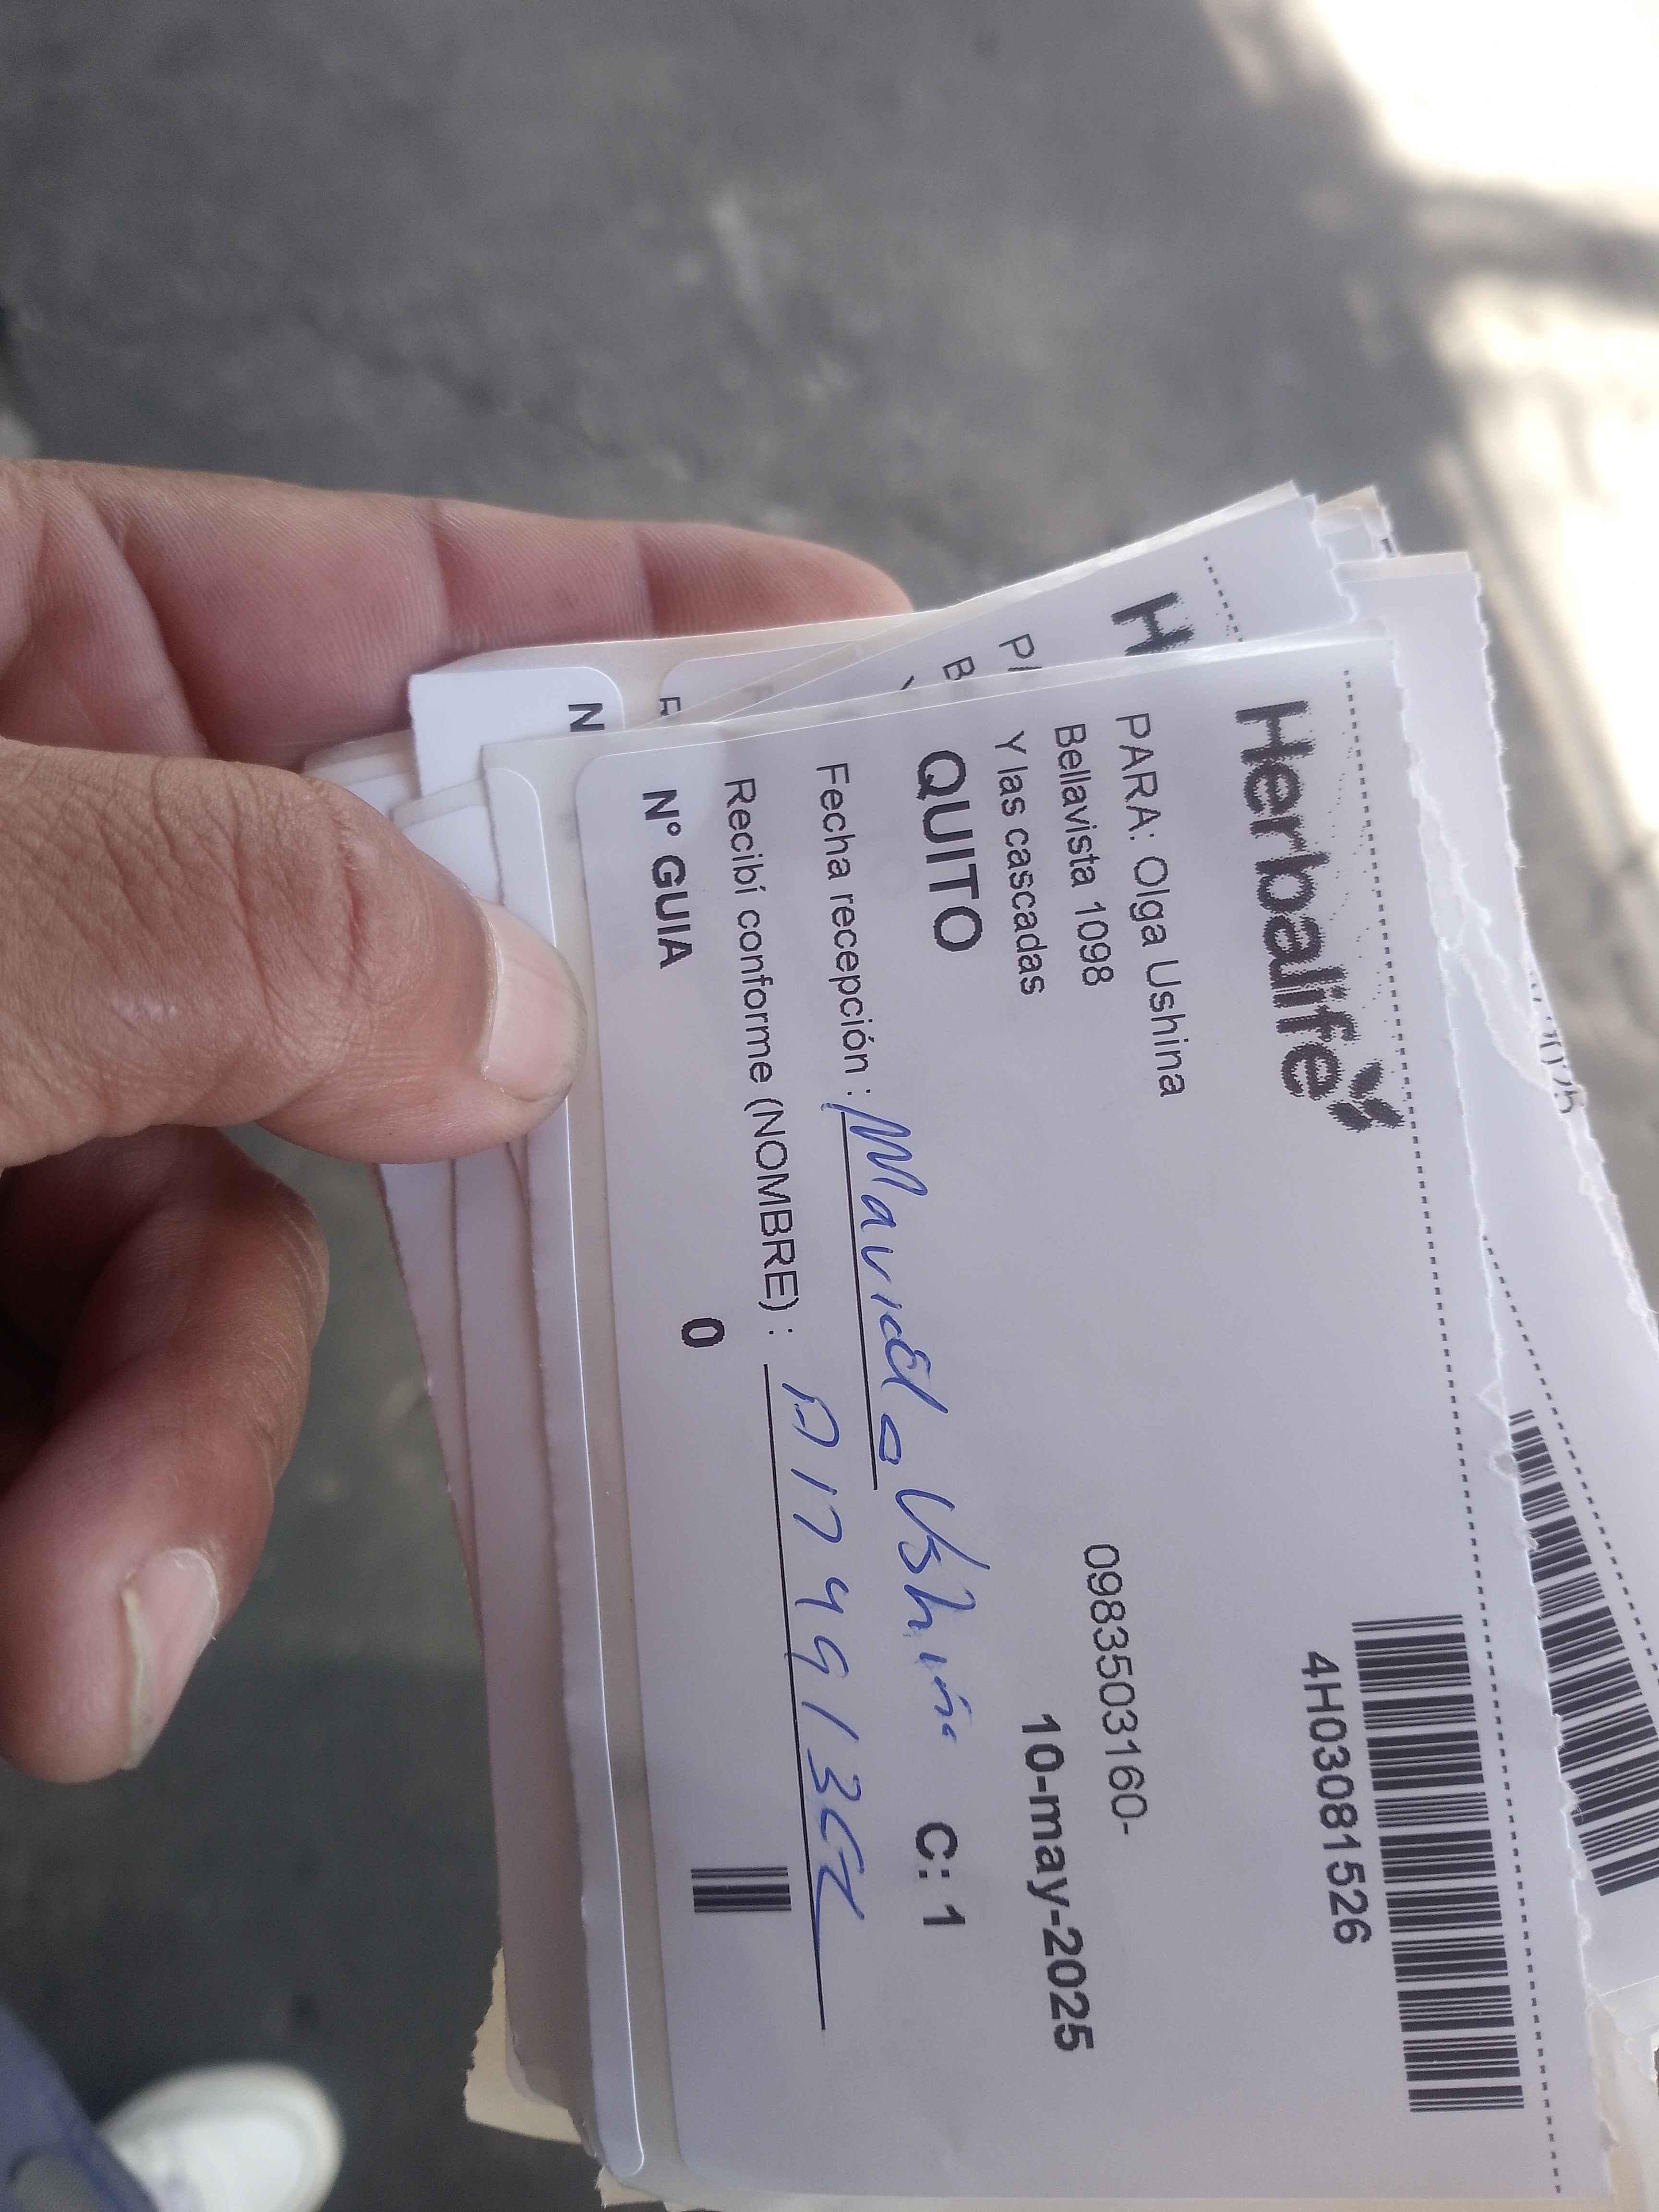 Herbalife
4H03081526
PARA: Olga Ushina
Bellavista 1098
0983503160-
Y las cascadas
10-may-2025
QUITO
C: 1
Fecha recepción : Ushina
Recibí conforme (NOMBRE) :
N° GUIA
0
H
P
B
N